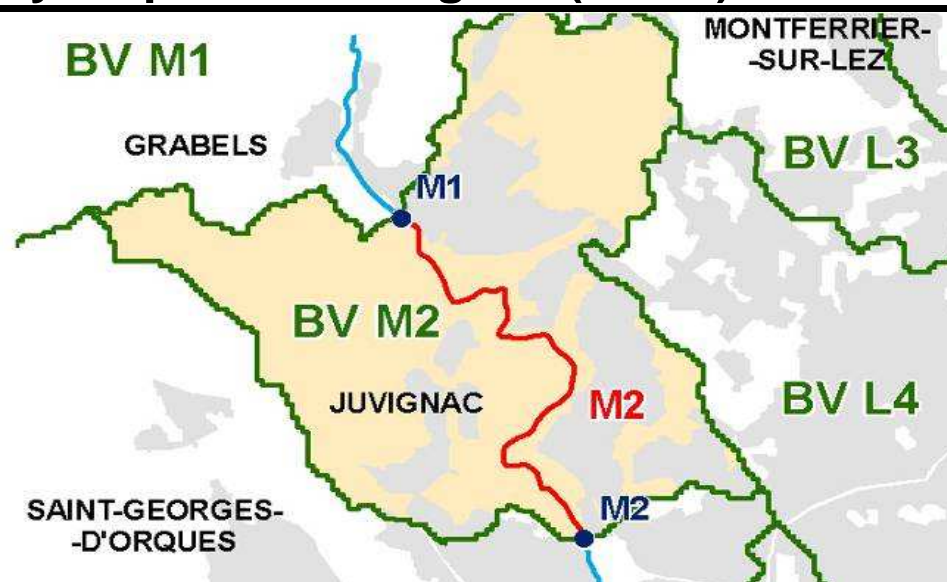 BV M1
MONTFERRIER-
-SUR-LEZ
GRABELS
BV L3
M1
BV M2
JUVIGNAC
M2
BV L4
SAINT-GEORGES-
-D'ORQUES
M2